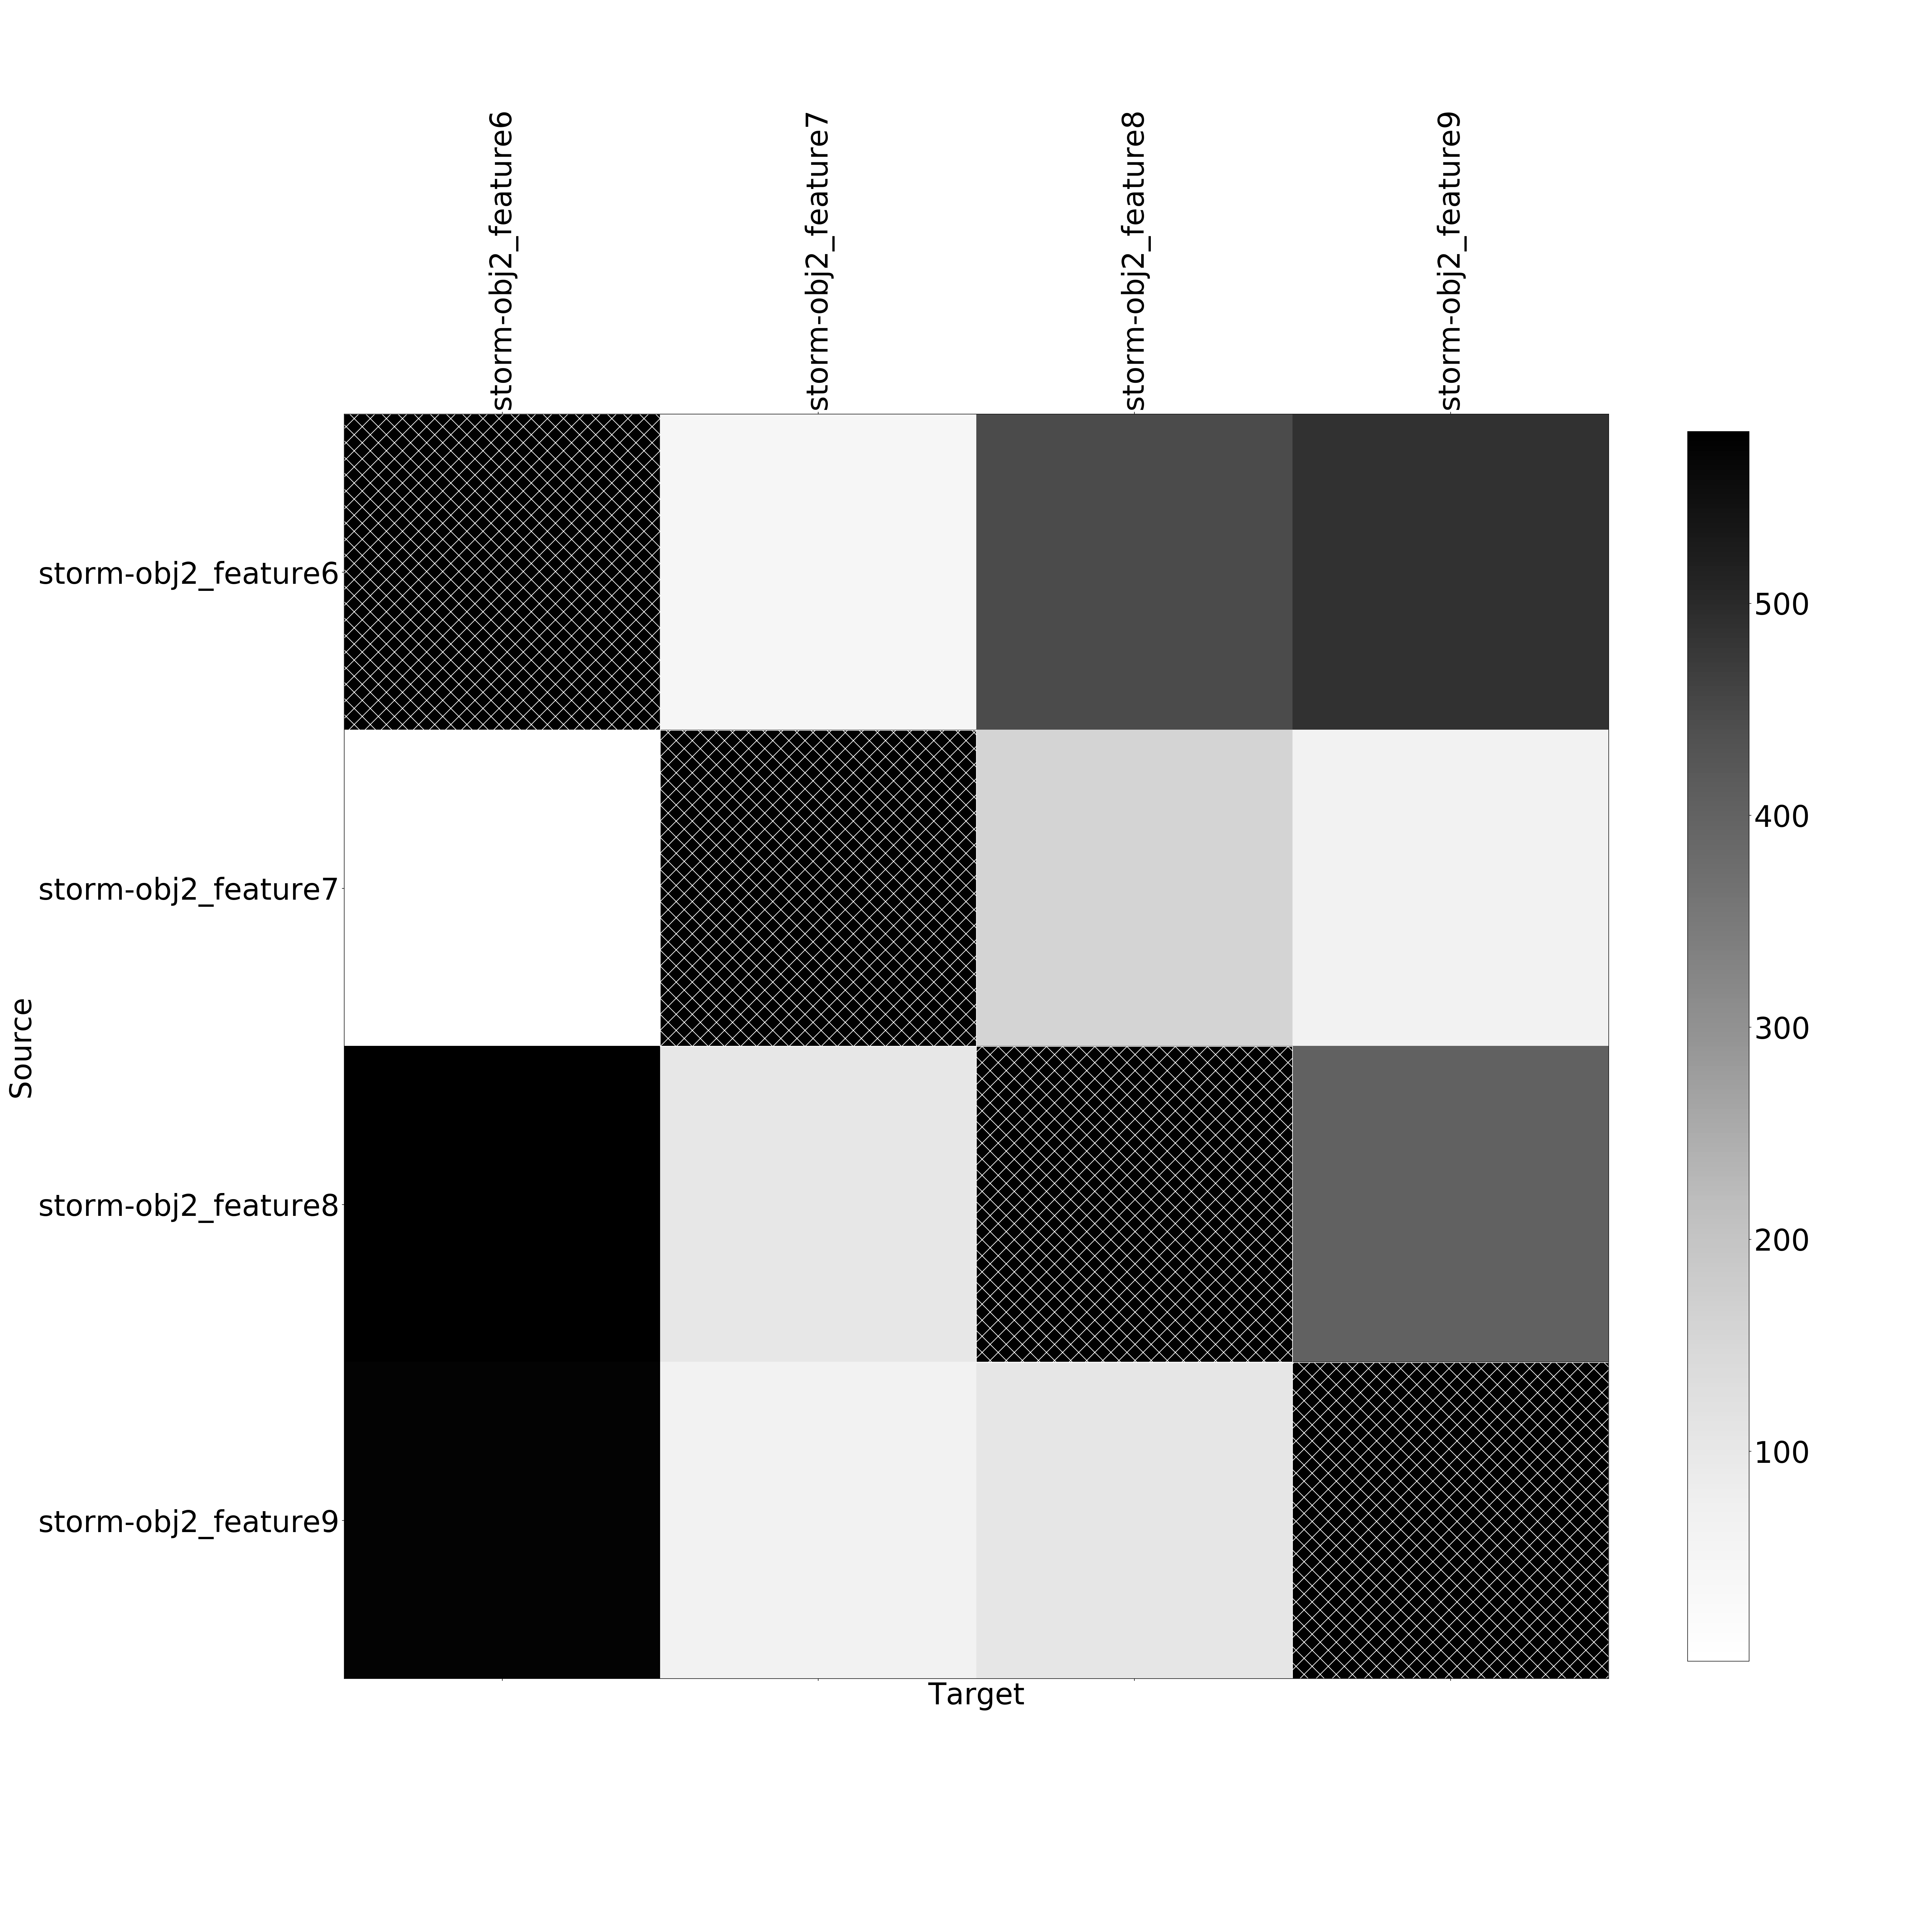 storm-obj2_feature6
storm-obj2_feature7
storm-obj2_feature8
storm-obj2_feature9
storm-obj2_feature6
storm-obj2_feature7
storm-obj2_feature8
storm-obj2_feature9
Source
Target
500
400
300
200
100